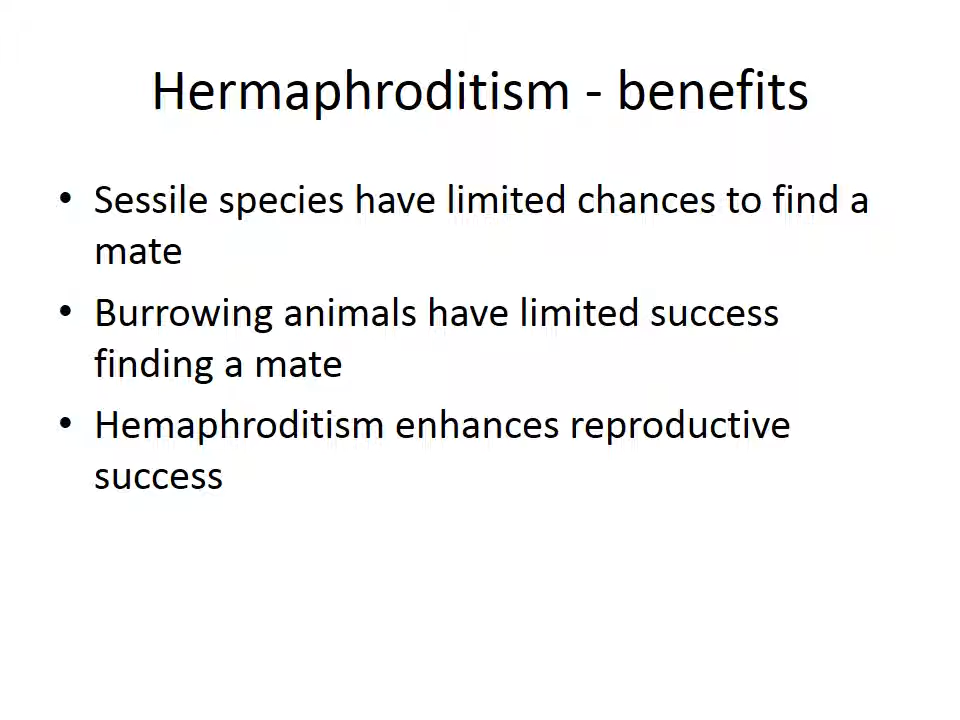 Hermaphroditism - benefits
• Sessile species have limited chances to find a
mate
• Burrowing animals have limited success
finding a mate
• Hemaphroditism enhances reproductive
success